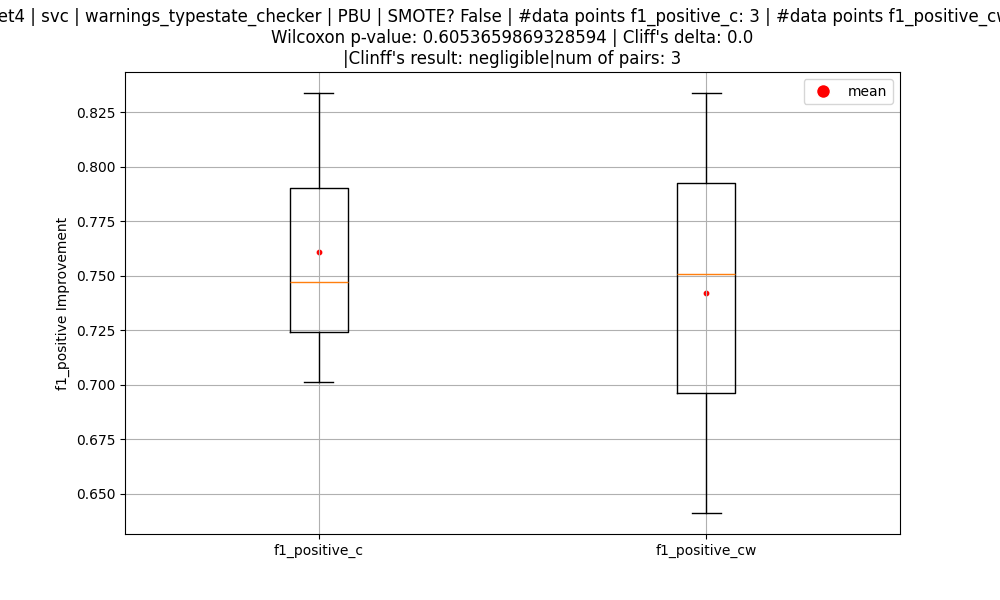 et4 | svc | warnings_typestate_checker | PBU | SMOTE? False | #data points f1_positive_c: 3 | #data points f1_positive_cw
Wilcoxon p-value: 0.6053659869328594 | Cliff's delta: 0.0
|Clinff's result: negligible|num of pairs: 3
mean
0.825
0.800
0.775
0.750
0.725
0.700
0.675
0.650
f1_positive Improvement
f1_positive_c
f1_positive_cw